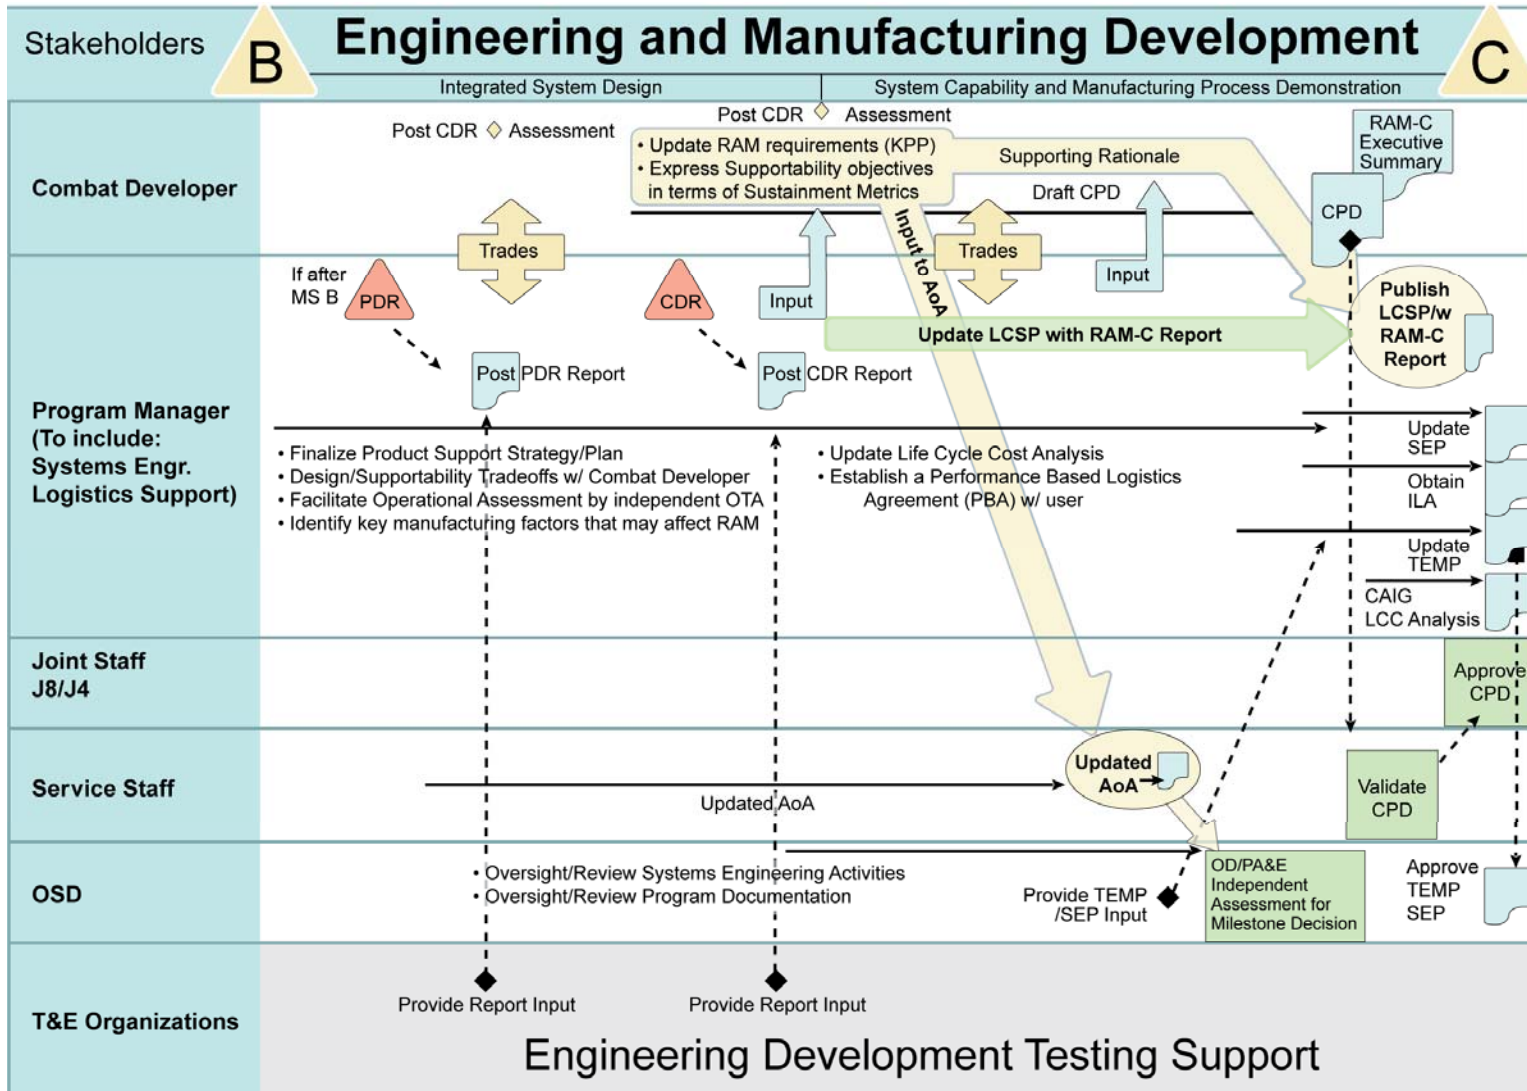 Stakeholders
B
Engineering and Manufacturing Development
C
Integrated System Design
System Capability and Manufacturing Process Demonstration
Combat Developer
Post CDR Assessment
Post CDR Assessment
• Update RAM requirements (KPP)
• Express Supportability objectives
in terms of Sustainment Metrics
Supporting Rationale
Draft CPD
RAM-C
Executive
Summary
CPD
Trades
Input to AoA
Trades
Program Manager
(To include:
Systems Engr.
Logistics Support)
If after
MS B
PDR
CDR
Input
Input
Update LCSP with RAM-C Report
Publish
LCSP/w
RAM-C
Report
Post PDR Report
Post CDR Report
• Finalize Product Support Strategy/Plan
• Design/Supportability Tradeoffs w/ Combat Developer
• Facilitate Operational Assessment by independent OTA
• Identify key manufacturing factors that may affect RAM
• Update Life Cycle Cost Analysis
• Establish a Performance Based Logistics
Agreement (PBA) w/ user
Update
SEP
Obtain
ILA
Update
TEMP
CAIG
LCC Analysis
Joint Staff
J8/J4
Approve
CPD
Service Staff
Updated AoA
Updated
AoA
Validate
CPD
OSD
• Oversight/Review Systems Engineering Activities
• Oversight/Review Program Documentation
Provide TEMP
/SEP Input
OD/PA&E
Independent
Assessment for
Milestone Decision
Approve
TEMP
SEP
T&E Organizations
Provide Report Input
Provide Report Input
Engineering Development Testing Support